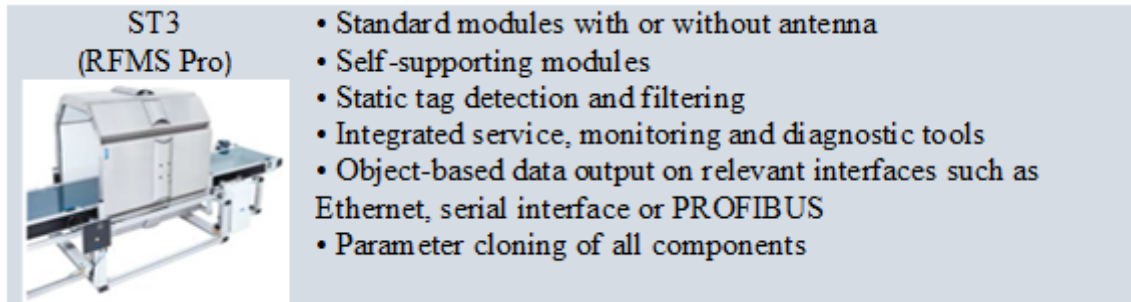 ST3
(RFMS Pro)
• Standard modules with or without antenna
• Self-supporting modules
• Static tag detection and filtering
• Integrated service, monitoring and diagnostic tools
• Object-based data output on relevant interfaces such as
Ethernet, serial interface or PROFIBUS
• Parameter cloning of all components